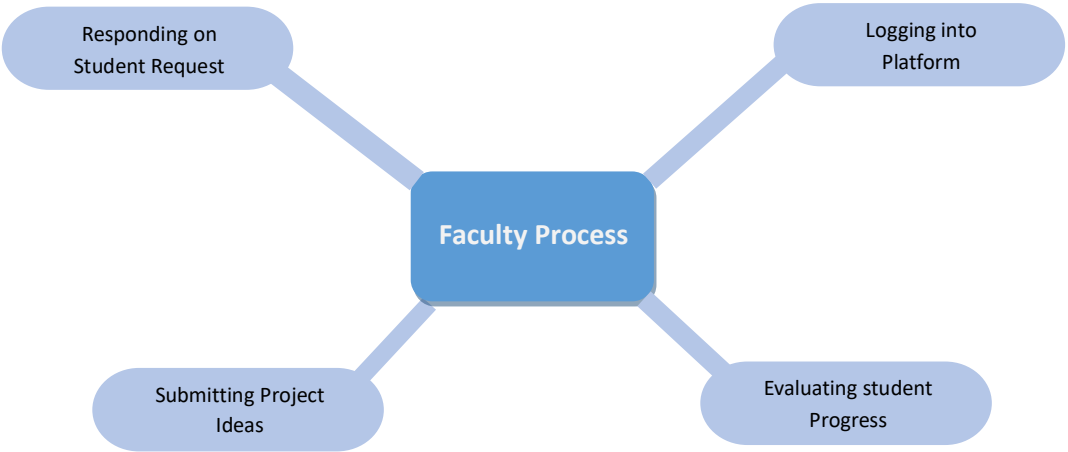 Responding on
Student Request
Logging into
Platform
Faculty Process
Submitting Project
Ideas
Evaluating student
Progress